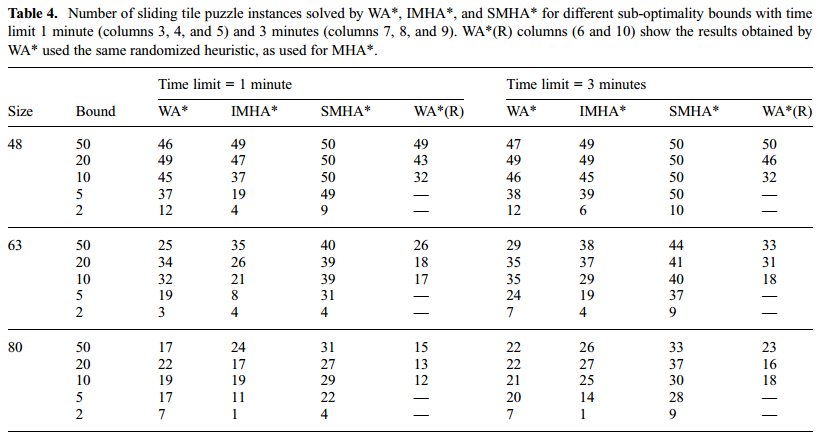 Table 4. Number of sliding tile puzzle instances solved by WA*, IMHA*, and SMHA* for different sub-optimality bounds with time
limit 1 minute (columns 3, 4, and 5) and 3 minutes (columns 7, 8, and 9). WA*(R) columns (6 and 10) show the results obtained by
WA* used the same randomized heuristic, as used for MHA*.
Time limit = 1 minute Time limit = 3 minutes
Size Bound WA* IMHA* SMHA* WA*(R) WA* IMHA* SMHA* WA*(R)
48 50 46 49 50 49 47 49 50 50
20 49 47 50 43 49 49 50 46
10 45 37 50 32 46 45 50 32
5 37 19 49 — 38 39 50 —
2 12 4 9 — 12 6 10 —
63 50 25 35 40 26 29 38 44 33
20 34 26 39 18 35 37 41 31
10 32 21 39 17 35 29 40 18
5 19 8 31 — 24 19 37 —
2 3 4 4 — 7 4 9 —
80 50 17 24 31 15 22 26 33 23
20 22 17 27 13 22 27 37 16
10 19 19 29 12 21 25 30 18
5 17 11 22 — 20 14 28 —
2 7 1 4 — 7 1 9 —